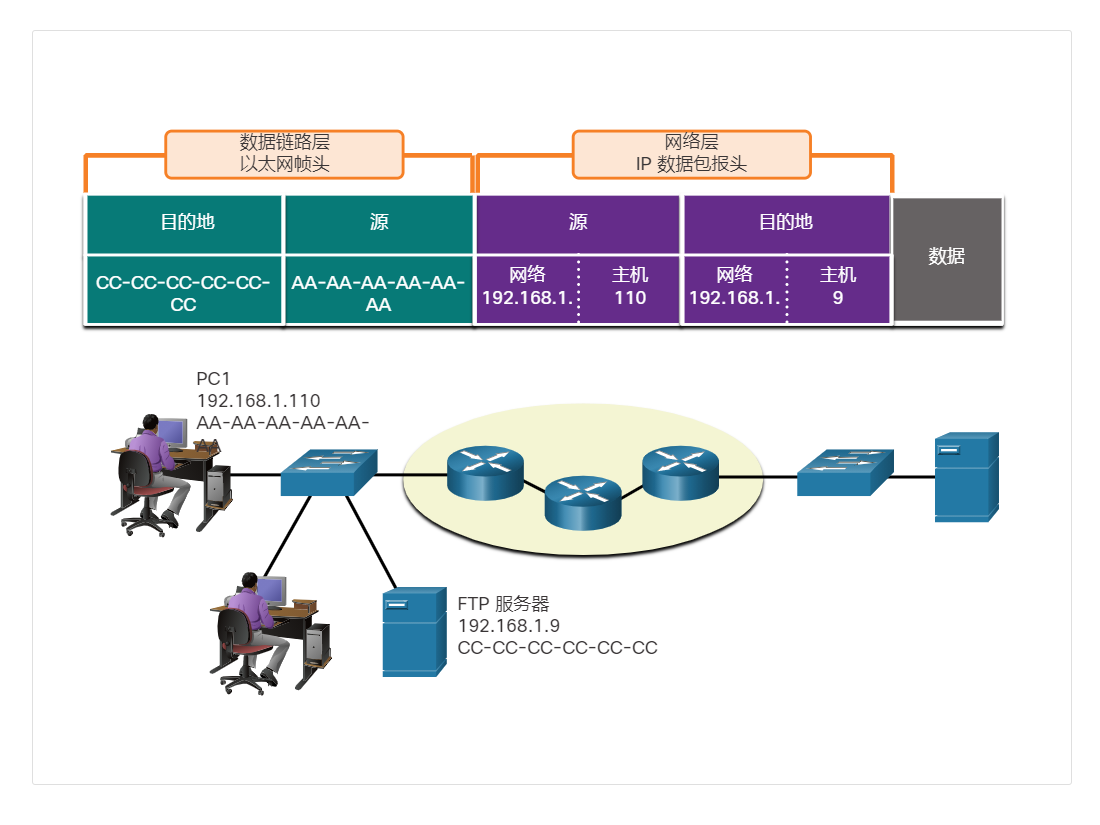 数据链路层
以太网帧头
网络层
IP 数据包报头
目的地
源
源
目的地
数据
CC-CC-CC-CC-CC-
CC
AA-AA-AA-AA-AA-
AA
网络
192.168.1.
主机
110
网络
192.168.1.
主机
9
PC1
192.168.1.110
AA-AA-AA-AA-AA-
FTP 服务器
192.168.1.9
CC-CC-CC-CC-CC-CC